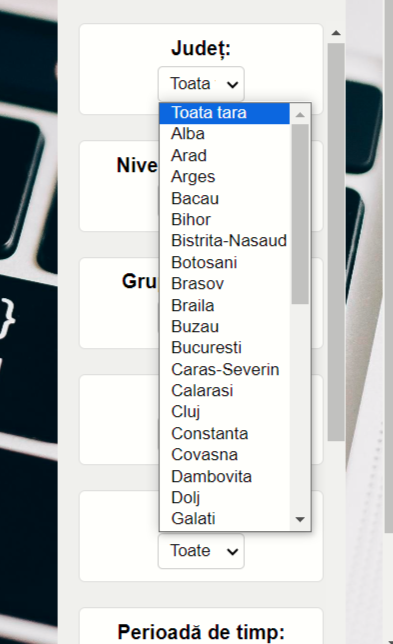 Județ:
Toata
Toata tara
Alba
Arad
Arges
Bacau
Bihor
Bistrita-Nasaud
Botosani
Brasov
Braila
Buzau
Bucuresti
Caras-Severin
Calarasi
Cluj
Constanta
Covasna
Dambovita
Dolj
Galati
Nive
Gru
Toate
Perioadă de timp:
}